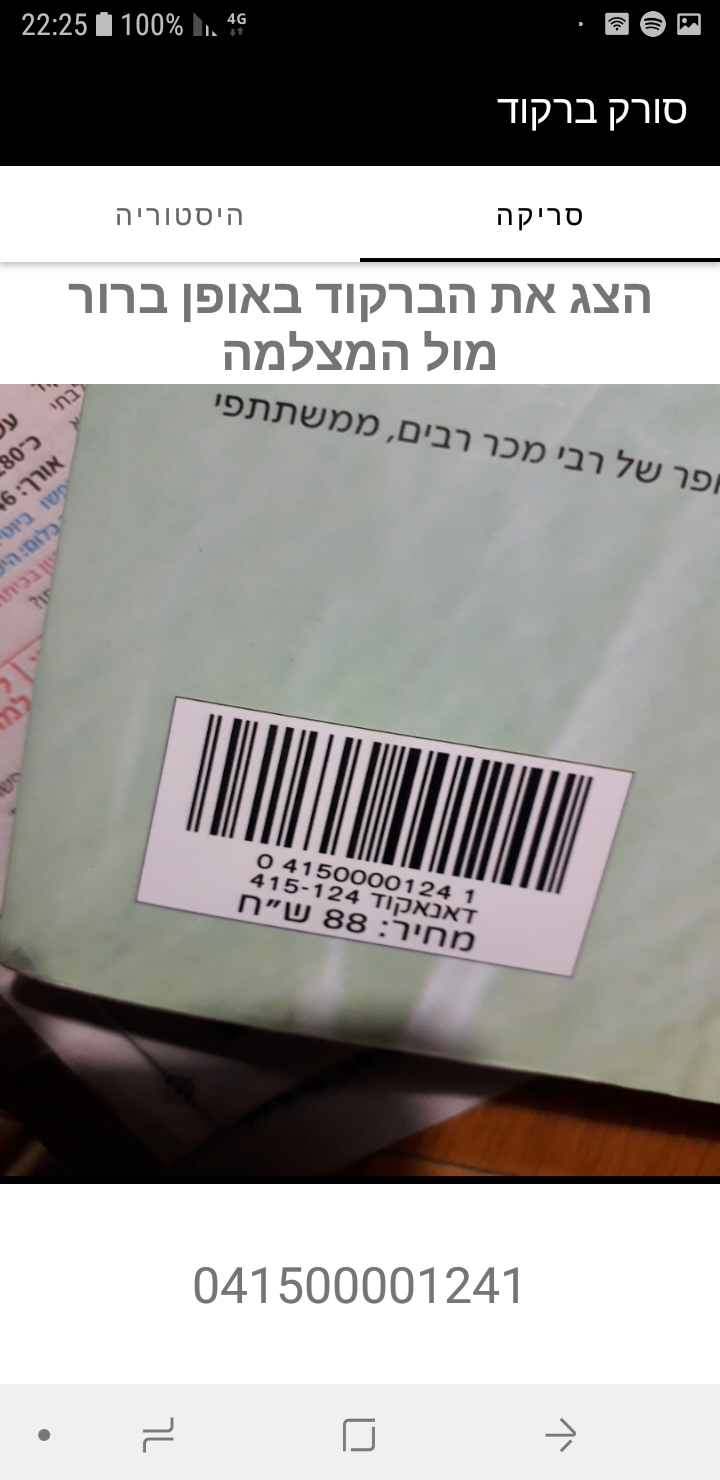 22:25 100% 4G
סורק ברקוד
סריקה
היסטוריה
הצג את הברקוד באופן ברור
מול המצלמה
של רבי מכר רבים, ממשתתפי
אורך:
0 4150000124 1
דאנאקוד 415-124
מחיר: 88 ש״ח
041500001241